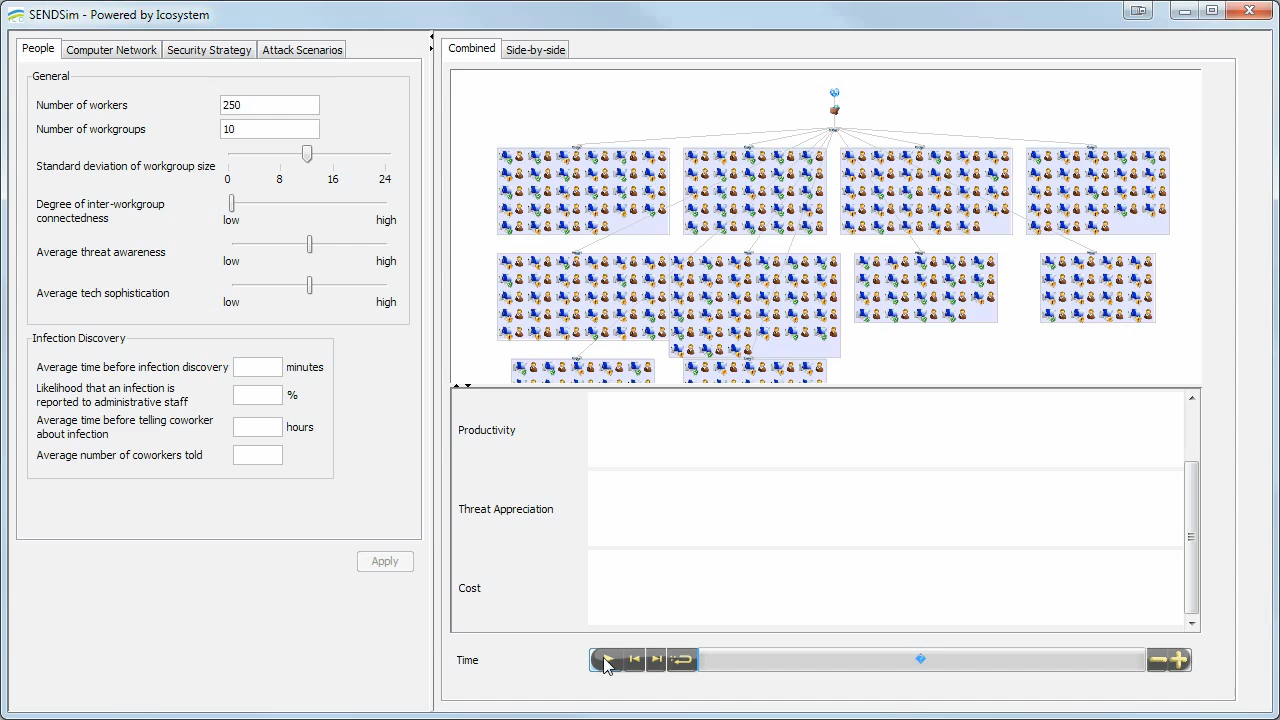 SENDSim - Powered by Icosystem
People
Computer Network
Security Strategy
Attack Scenarios
General
Number of workers
250
Number of workgroups
10
Standard deviation of workgroup size
0
8
16
24
Degree of inter-workgroup
connectedness
low
high
Average threat awareness
low
high
Average tech sophistication
low
high
Infection Discovery
Average time before infection discovery
minutes
Likelihood that an infection is
reported to administrative staff
%
Average time before telling coworker
about infection
hours
Average number of coworkers told
Apply
Combined
Side-by-side
Productivity
Threat Appreciation
Cost
Time